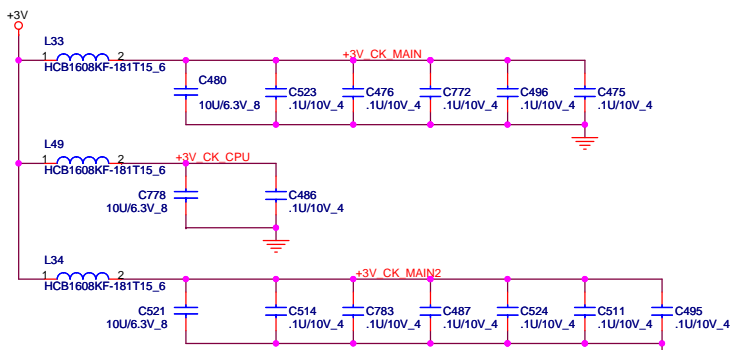 +3V
L33
1 2
HCB1608KF-181T15_6
+3V_CK_MAIN
C480
10U/6.3V_8
C523
.1U/10V_4
C476
.1U/10V_4
C772
.1U/10V_4
C496
.1U/10V_4
C475
.1U/10V_4
L49
1 2
HCB1608KF-181T15_6
+3V_CK_CPU
C778
10U/6.3V_8
C486
.1U/10V_4
L34
1 2
HCB1608KF-181T15_6
+3V_CK_MAIN2
C521
10U/6.3V_8
C514
.1U/10V_4
C783
.1U/10V_4
C487
.1U/10V_4
C524
.1U/10V_4
C511
.1U/10V_4
C495
.1U/10V_4